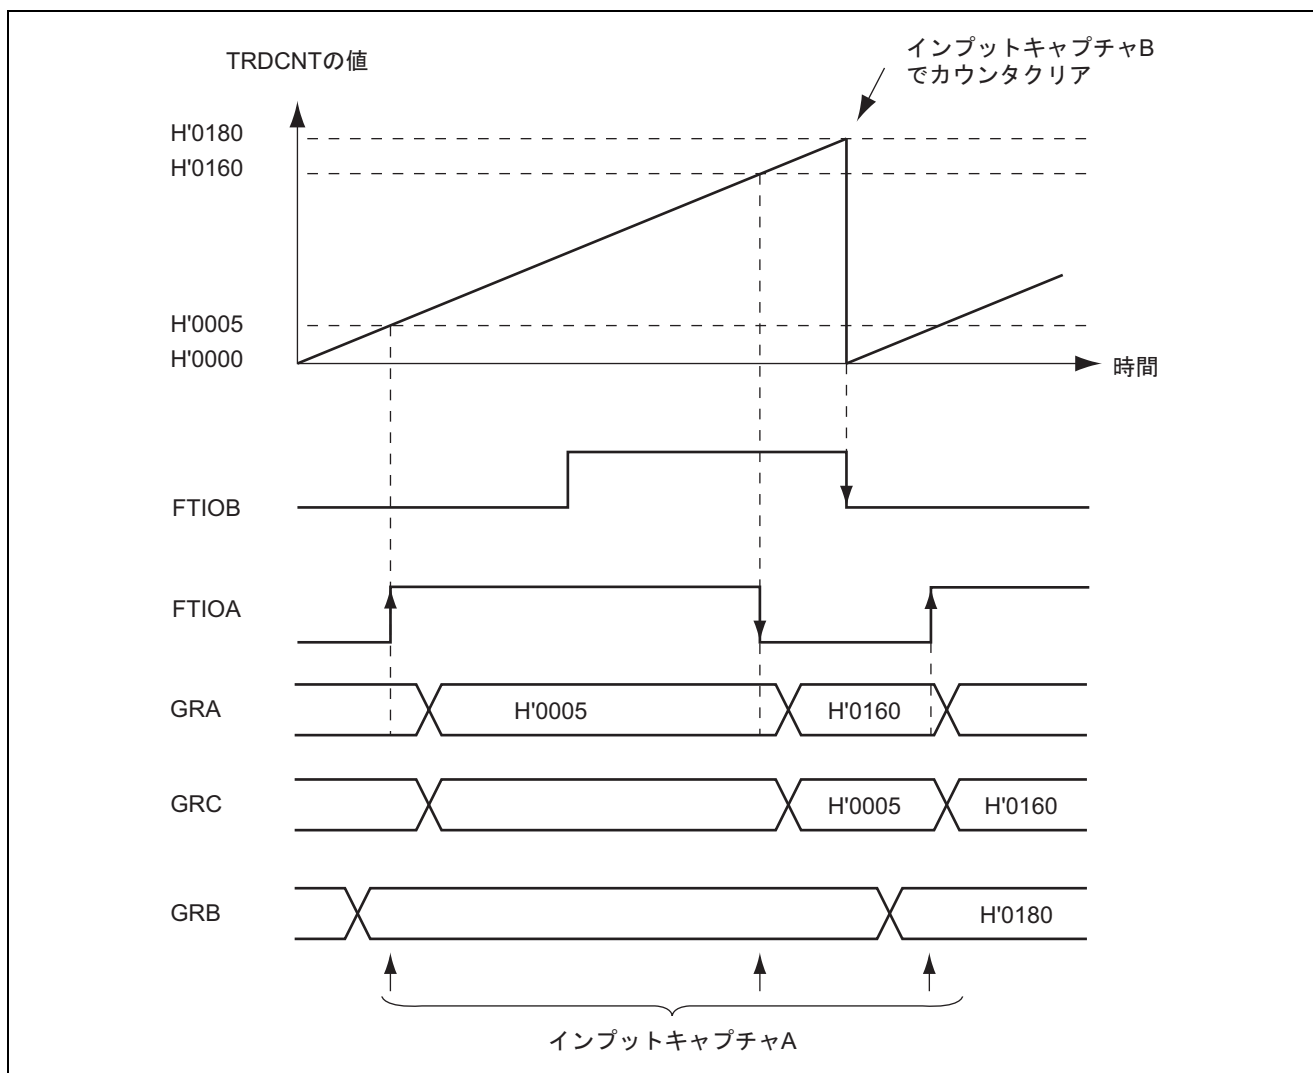 TRDCNTの値
インプットキャプチャB
でカウンタクリア
H'0180
H'0160
H'0005
H'0000
時間
FTIOB
FTIOA
GRA
H'0005
H'0160
GRC
H'0005
H'0160
GRB
H'0180
インプットキャプチャA